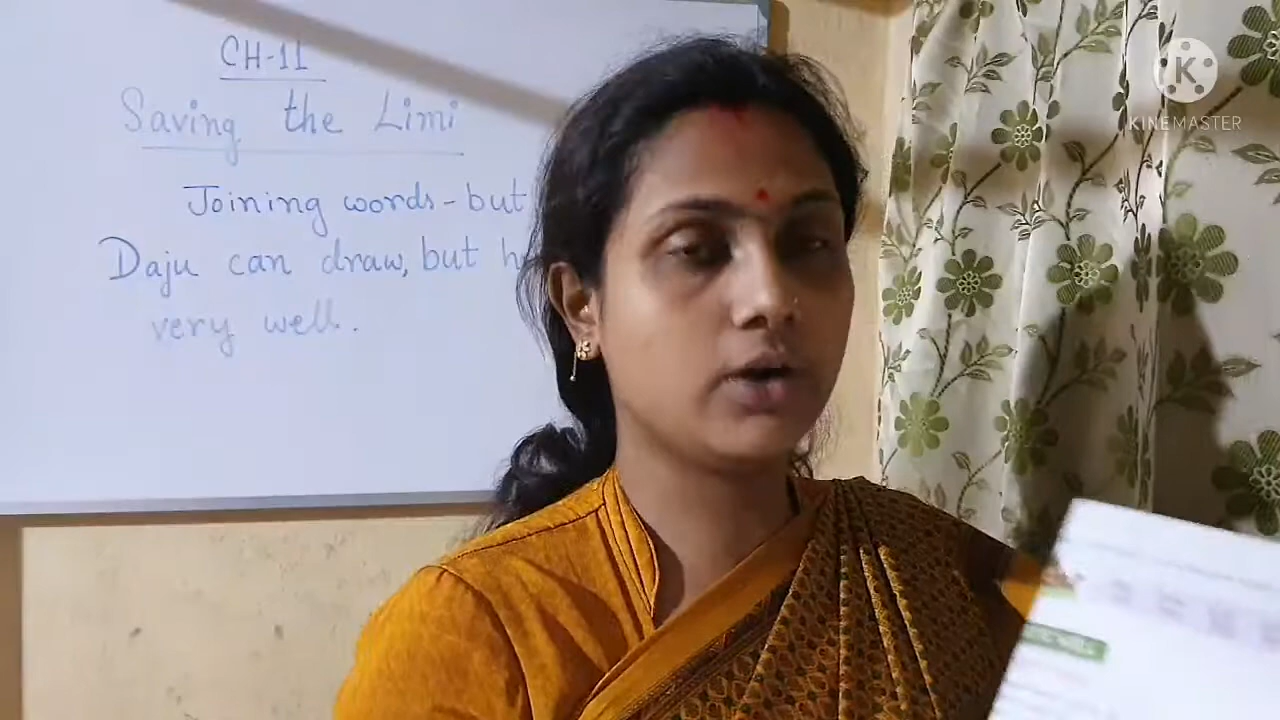 CH-11
Saving the Limi
Joining words - but
Daju can draw, but h
very well.
K
KINEMASTER